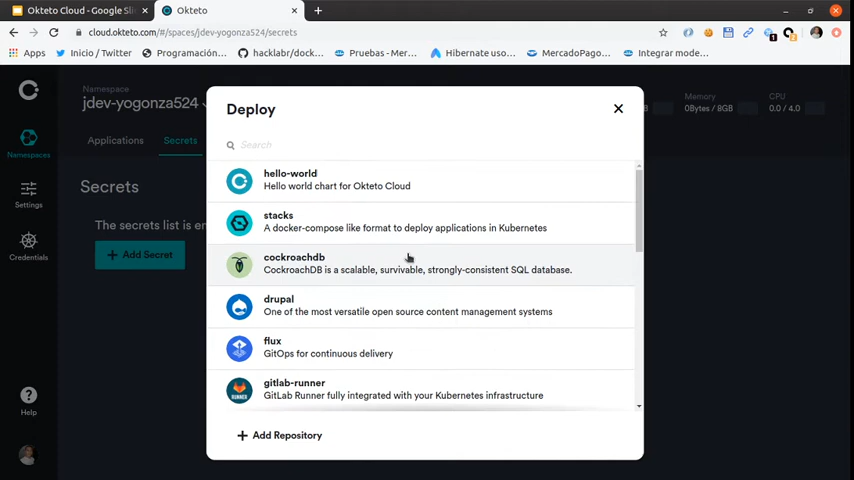 Okteto Cloud - Google Sli
Okteto
cloud.okteto.com/#/spaces/jdev-yogonza524/secrets
1
2
Apps
Inicio / Twitter
Programación...
hacklabr/dock...
Pruebas - Mer...
Hibernate uso...
MercadoPago...
Integrar mode...
Namespace
jdev-yogonza524
B
Memory
0Bytes / 8GB
CPU
0.0 / 4.0
Namespaces
Settings
Credentials
Help
Applications
Secrets
Secrets
The secrets list is en
+ Add Secret
Deploy
Search
hello-world
Hello world chart for Okteto Cloud
stacks
A docker-compose like format to deploy applications in Kubernetes
cockroachdb
CockroachDB is a scalable, survivable, strongly-consistent SQL database.
drupal
One of the most versatile open source content management systems
flux
GitOps for continuous delivery
RUNNER
gitlab-runner
GitLab Runner fully integrated with your Kubernetes infrastructure
+ Add Repository